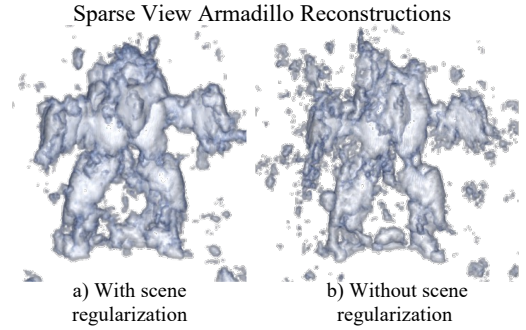 Sparse View Armadillo Reconstructions
a) With scene
regularization
b) Without scene
regularization